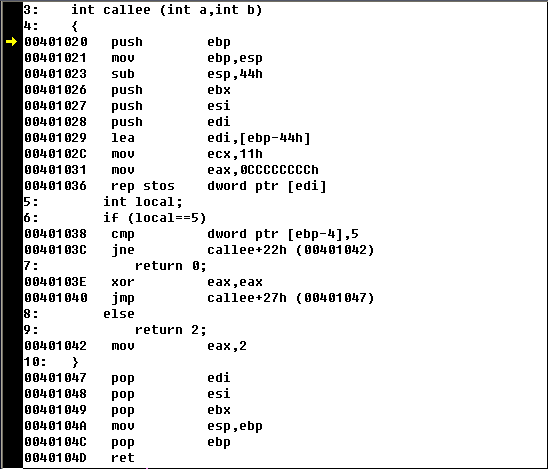 3:    int callee (int a,int b)
4:    {
00401020   push        ebp
00401021   mov         ebp,esp
00401023   sub         esp,44h
00401026   push        ebx
00401027   push        esi
00401028   push        edi
00401029   lea         edi,[ebp-44h]
0040102C   mov         ecx,11h
00401031   mov         eax,0CCCCCCCCh
00401036   rep stos    dword ptr [edi]
5:        int local;
6:        if (local==5)
00401038   cmp         dword ptr [ebp-4],5
0040103C   jne         callee+22h (00401042)
7:            return 0;
0040103E   xor         eax,eax
00401040   jmp         callee+27h (00401047)
8:        else
9:            return 2;
00401042   mov         eax,2
10:   }
00401047   pop         edi
00401048   pop         esi
00401049   pop         ebx
0040104A   mov         esp,ebp
0040104C   pop         ebp
0040104D   ret